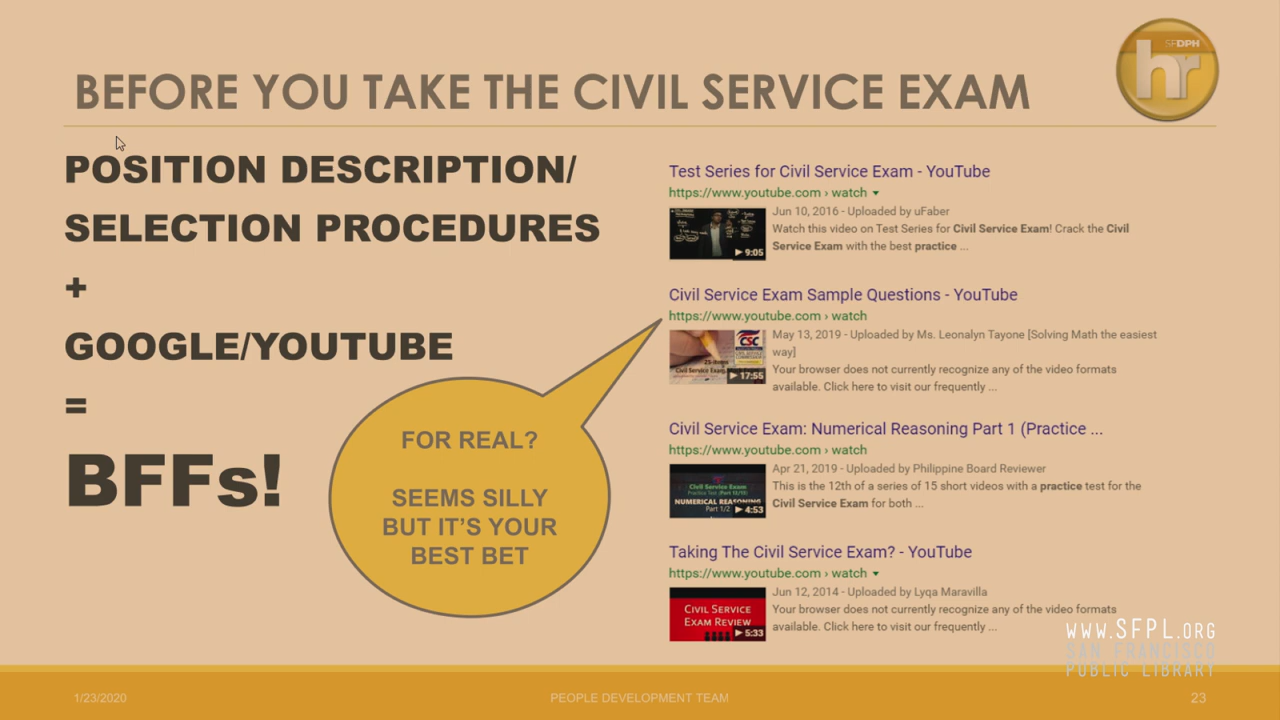 SFDPH
hr
BEFORE YOU TAKE THE CIVIL SERVICE EXAM
POSITION DESCRIPTION/
SELECTION PROCEDURES
+
GOOGLE/YOUTUBE
=
BFFs!
FOR REAL?
SEEMS SILLY
BUT IT'S YOUR
BEST BET
Test Series for Civil Service Exam - YouTube
https://www.youtube.com › watch
9:05
Jun 10, 2016 - Uploaded by uFaber
Watch this video on Test Series for Civil Service Exam! Crack the Civil
Service Exam with the best practice ...
Civil Service Exam Sample Questions - YouTube
https://www.youtube.com › watch
CSC
17:55
May 13, 2019 - Uploaded by Ms. Leonalyn Tayone [Solving Math the easiest
way]
Your browser does not currently recognize any of the video formats
available. Click here to visit our frequently ...
Civil Service Exam: Numerical Reasoning Part 1 (Practice ...
https://www.youtube.com › watch
Civil Service Exam
NUMERICAL REASONING
Part 1/2
4:53
Apr 21, 2019 - Uploaded by Philippine Board Reviewer
This is the 12th of a series of 15 short videos with a practice test for the
Civil Service Exam for both ...
Taking The Civil Service Exam? - YouTube
https://www.youtube.com › watch
CIVIL SERVICE
EXAM REVIEW
5:33
Jun 12, 2014 - Uploaded by Lyqa Maravilla
Your browser does not currently recognize any of the video formats
available. Click here to visit our frequently ...
WWW.SFPL.ORG
SAN FRANCISCO
PUBLIC LIBRARY
1/23/2020
PEOPLE DEVELOPMENT TEAM
23